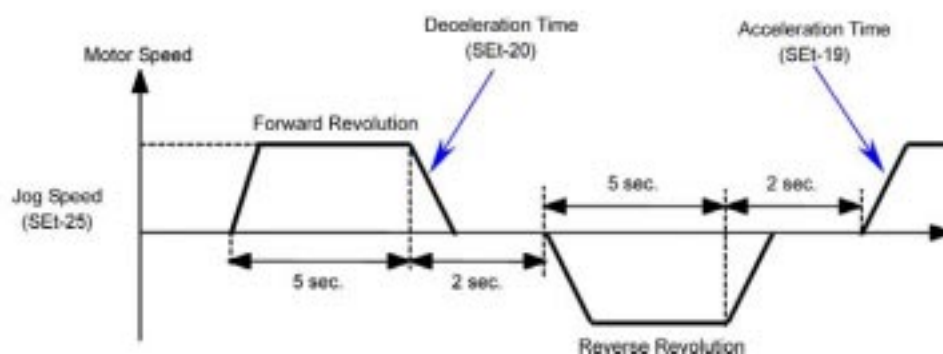 Deceleration Time
(SEt-20)
Acceleration Time
(SEt-19)
Motor Speed
Forward Revolution
5 sec.
2 sec.
Jog Speed
(SEt-25)
5 sec.
2 sec.
Reverse Revolution